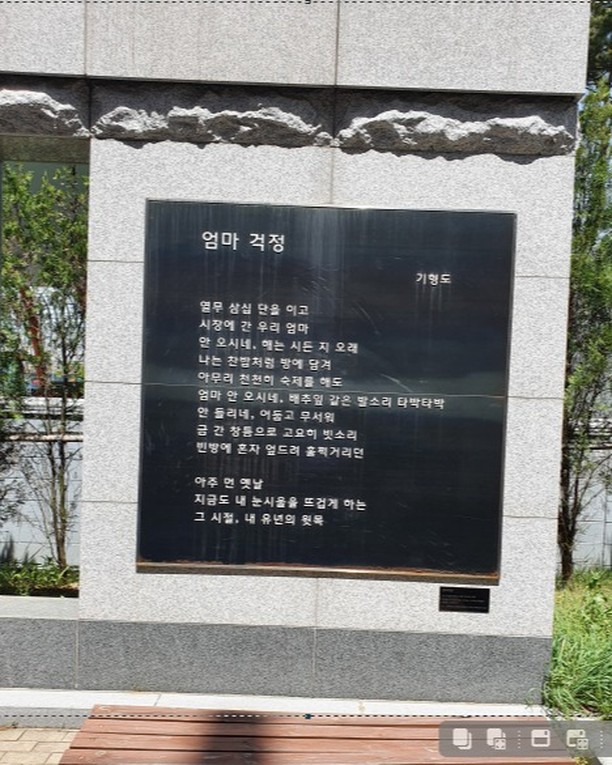 엄마 걱정
기형도
열무 삼십 단을 이고
시장에 간 우리 엄마
안 오시네, 해는 시든 지 오래
나는 찬밥처럼 방에 담겨
아무리 천천히 숙제를 해도
엄마 안 오시네, 배추잎 같은 발소리 타박타박
안 들리네, 어둡고 무서워
금 간 창틈으로 고요히 빗소리
빈방에 혼자 엎드려 훌쩍거리던
아주 먼 옛날
지금도 내 눈시울을 뜨겁게 하는
그 시절, 내 유년의 윗목